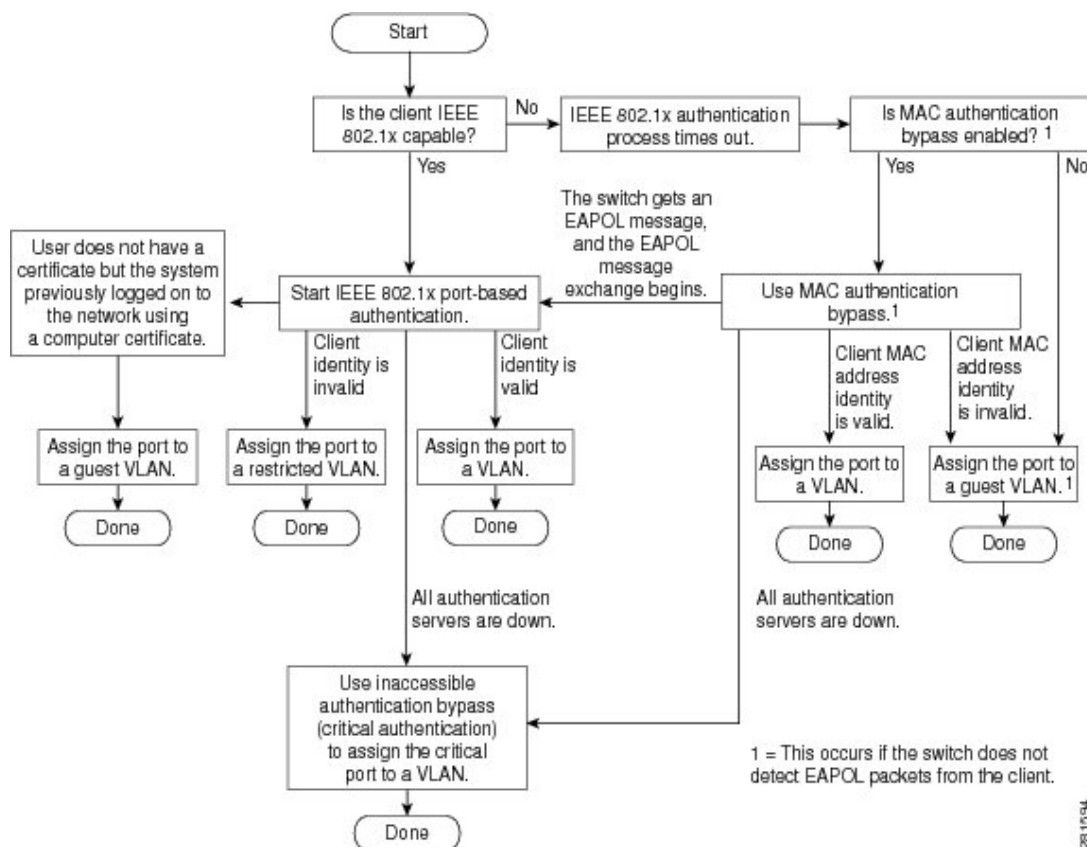 Start
Is the client IEEE
802.1x capable?
No
IEEE 802.1x authentication
process times out.
Is MAC authentication
bypass enabled? 1
Yes
Yes
No
The switch gets an
EAPOL message,
and the EAPOL
message
exchange begins.
User does not have a
certificate but the system
previously logged on to
the network using
a computer certificate.
Start IEEE 802.1x port-based
authentication.
Use MAC authentication
bypass.1
Client
identity is
invalid
Client
identity is
valid
Client MAC
address
identity
is valid.
Client MAC
address
identity
is invalid.
Assign the port to
a guest VLAN.
Assign the port to
a restricted VLAN.
Assign the port to
a VLAN.
Assign the port to
a VLAN.
Assign the port to
a guest VLAN.1
Done
Done
Done
Done
Done
All authentication
servers are down.
All authentication
servers are down.
Use inaccessible
authentication bypass
(critical authentication)
to assign the critical
port to a VLAN.
1 = This occurs if the switch does not
detect EAPOL packets from the client.
Done
281594